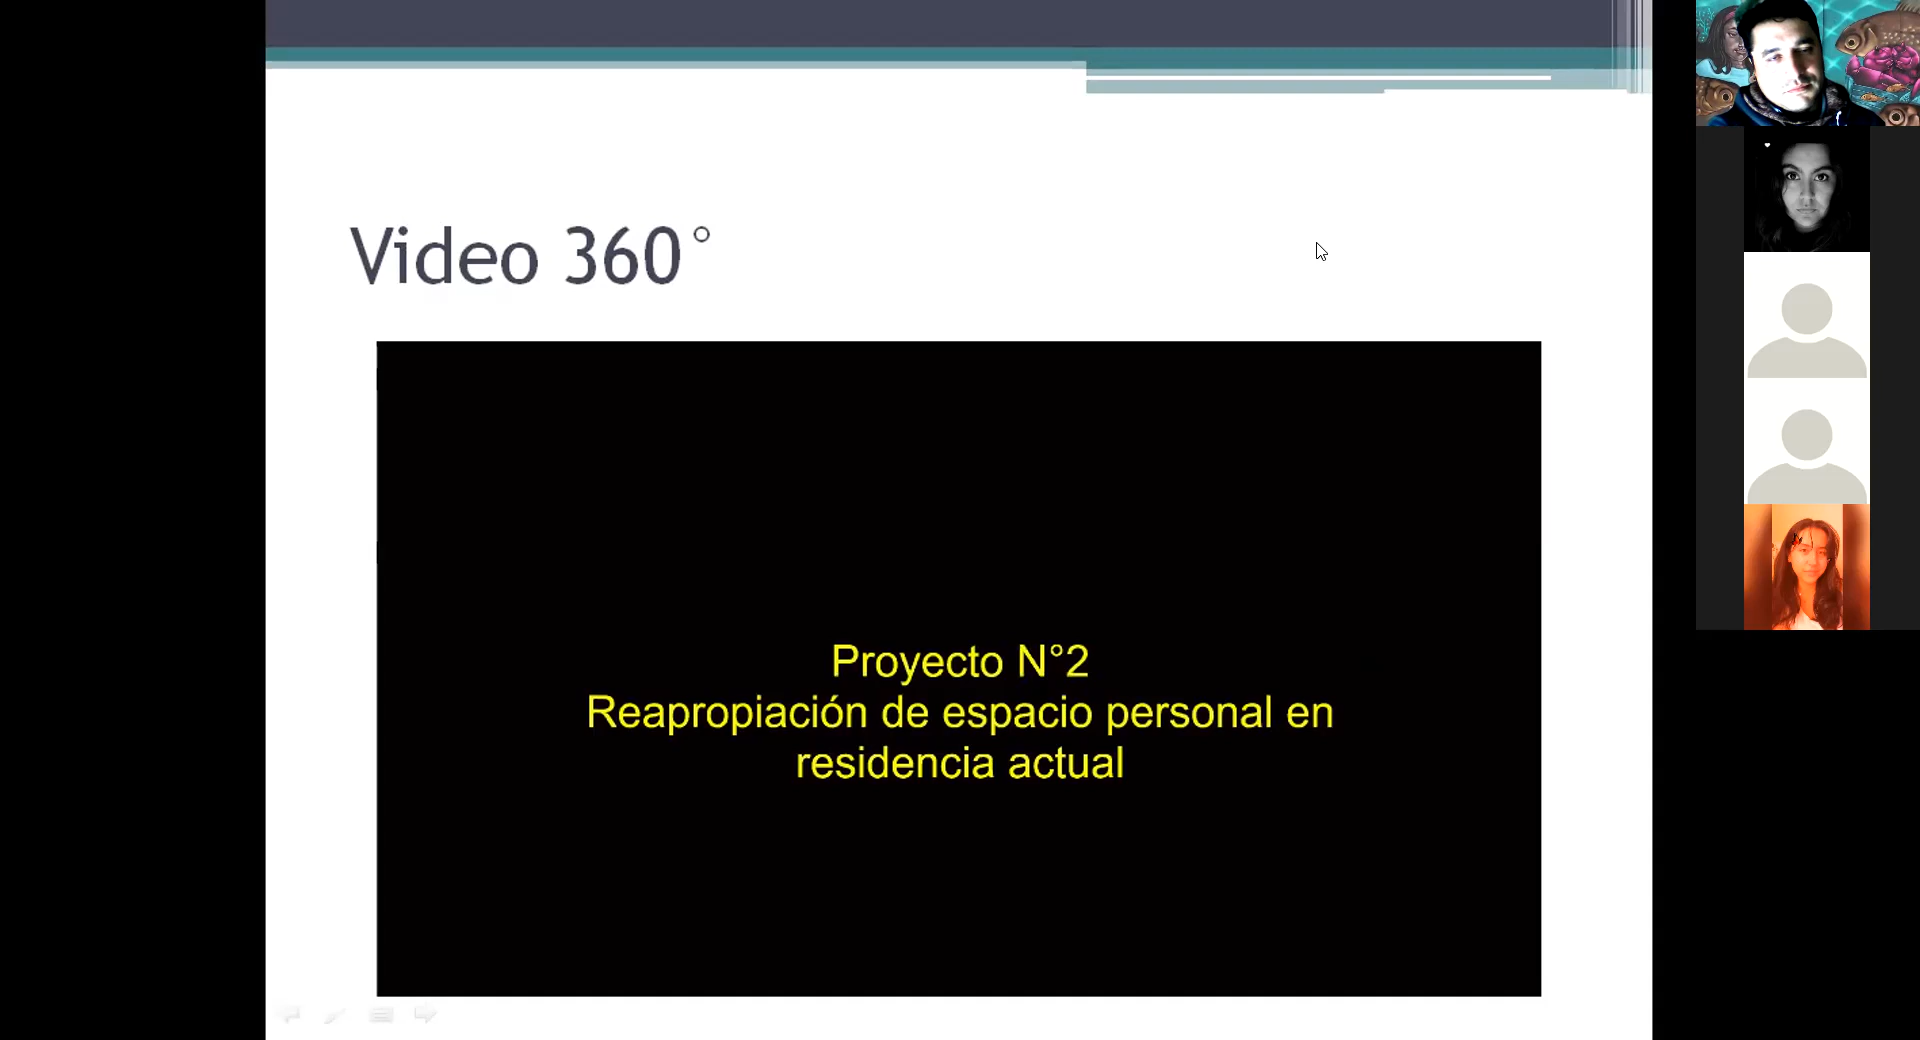 Video 360°
Proyecto N°2
Reapropiación de espacio personal en
residencia actual